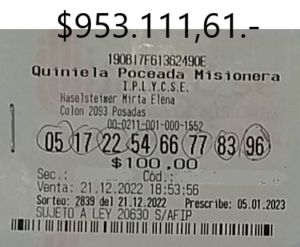 $953.111,61.-
190B17F61362490E
Quiniela Poceada Misionera
I.P.L.Y.C.S.E.
Haselsteiner Mirta Elena
Colon 2093 Posadas
00-0211-001-000-1552
05 17 22 54 66 77 83 96
$100.00
Sec.: Cod.:
Venta: 21.12.2022 18:53:56
Sorteo: 2839 del 21.12.2022 Prescribe: 05.01.2023
SUJETO A LEY 20630 S/AFIP